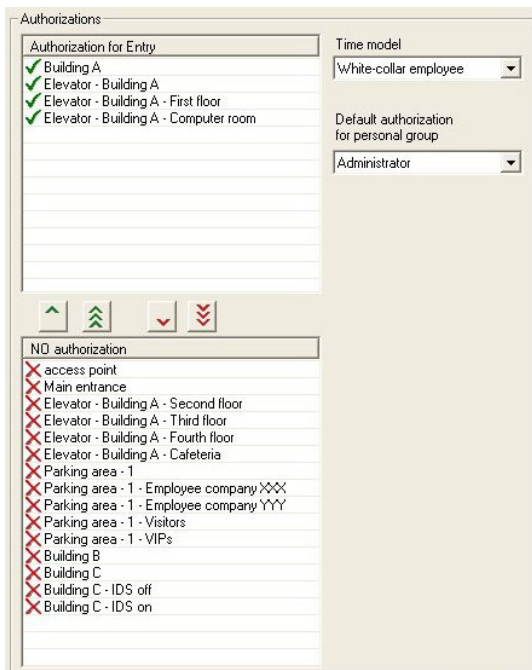 Authorizations
Authorization for Entry
Building A
Elevator - Building A
Elevator - Building A - First floor
Elevator - Building A - Computer room
Time model
White-collar employee
Default authorization
for personal group
Administrator
NO authorization
access point
Main entrance
Elevator - Building A - Second floor
Elevator - Building A - Third floor
Elevator - Building A - Fourth floor
Elevator - Building A - Cafeteria
Parking area - 1
Parking area - 1 - Employee company XXX
Parking area - 1 - Employee company YYY
Parking area - 1 - Visitors
Parking area - 1 - VIPs
Building B
Building C
Building C - IDS off
Building C - IDS on